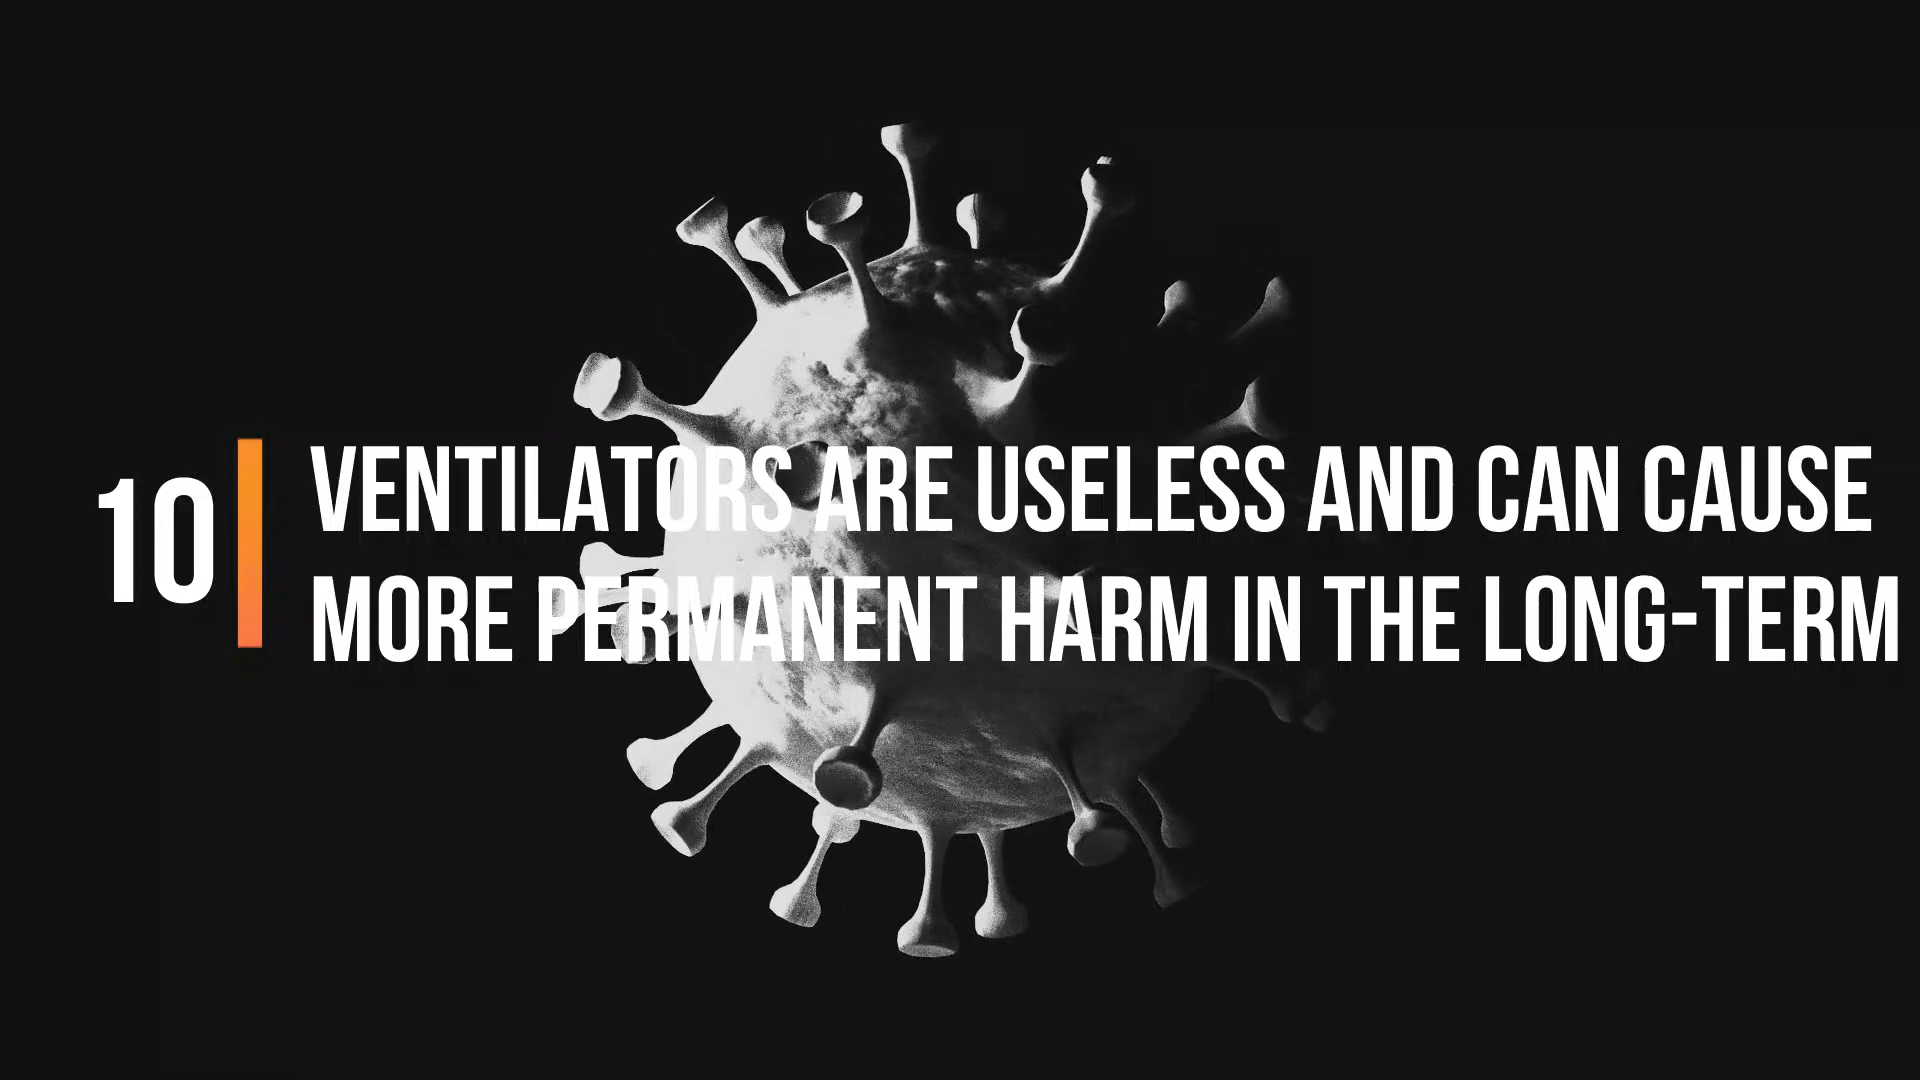 10
VENTILATORS ARE USELESS AND CAN CAUSE
MORE PERMANENT HARM IN THE LONG-TERM